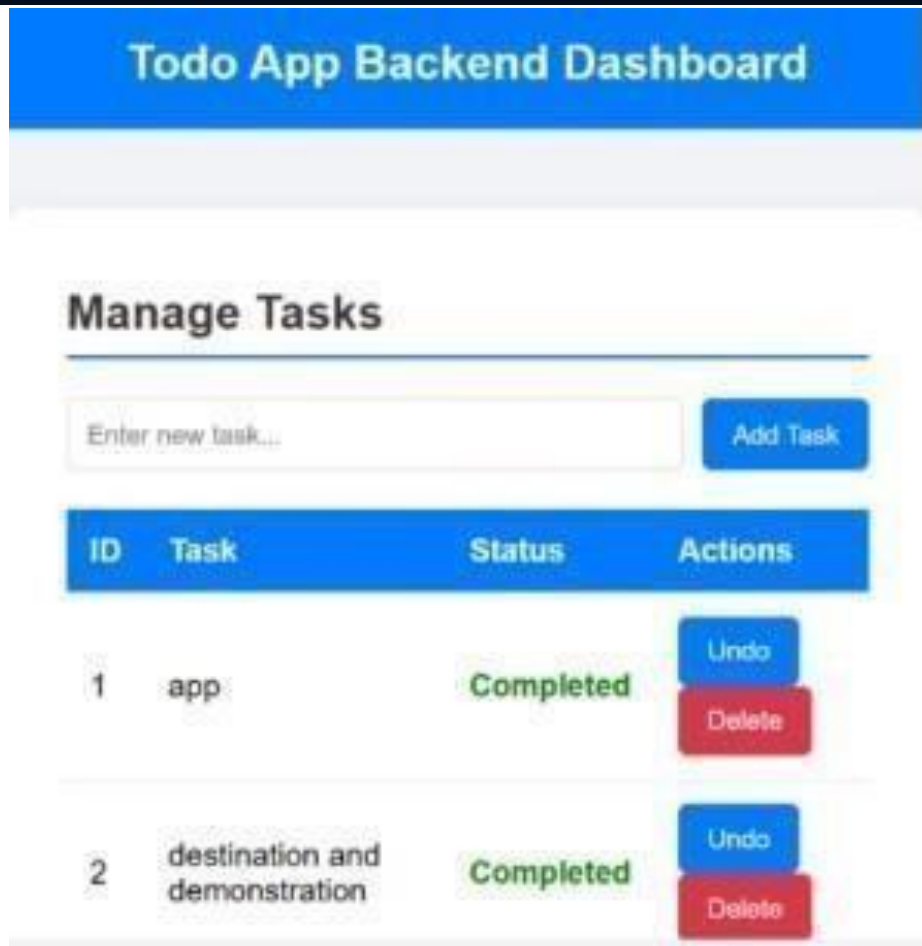 Todo App Backend Dashboard
Manage Tasks
Enter new task...
Add Task
ID Task Status Actions
1 app Completed Undo
Delete
2 destination and demonstration Completed Undo
Delete